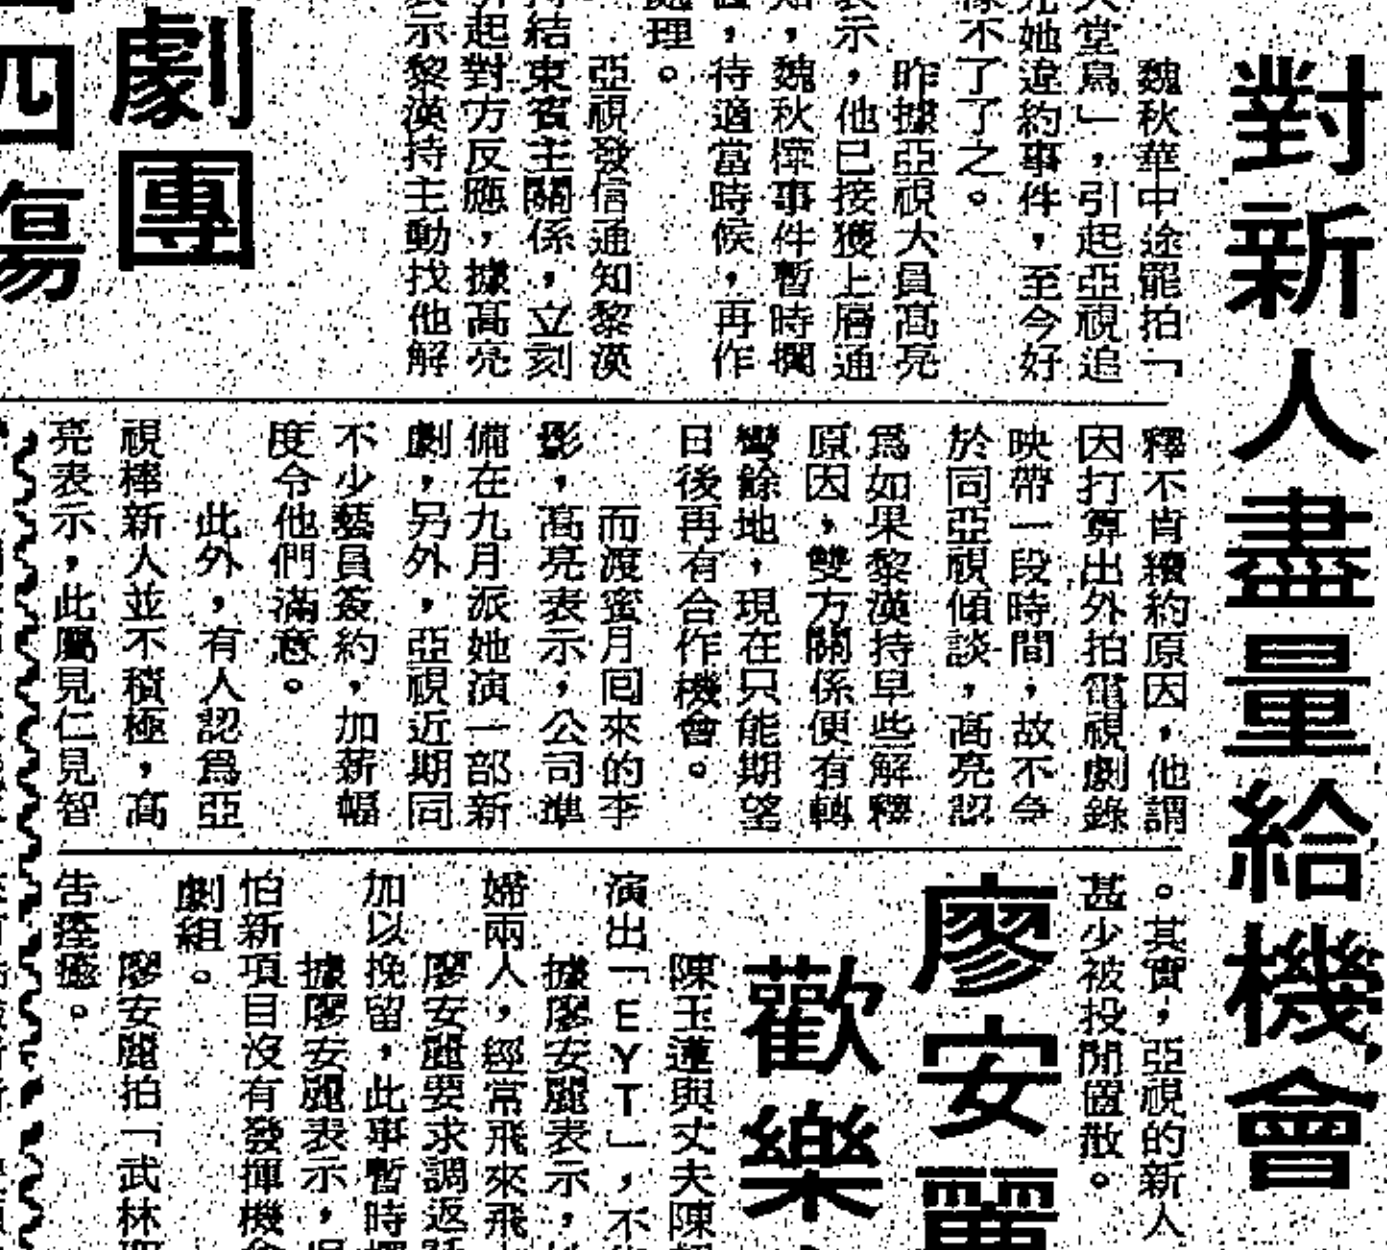 對新人盡量給機會
魏秋華中途罷拍「
大堂鳥」，引起亞視追
究她違約事件，至今好
像不了了之。
昨據亞視大員高亮
表示，他已接獲上層通
知，魏秋樺事件暫時擱
置，待適當時候，再作
處理。
亞視發信通知黎漢
持結束賓主關係，立刻
引起對方反應，據高亮
表示黎漢持主動找他解
釋不肯續約原因，他謂
因打算出外拍電視劇錄
映帶一段時間，故不急
於同亞視傾談，高亮認
為如果黎漢持早些解釋
原因，雙方關係便有轉
彎餘地，現在只能期望
日後再有合作機會。
而渡蜜月回來的李
影，高亮表示，公司準
備在九月派她演一部新
劇，另外，亞視近期同
不少藝員簽約，加薪幅
度令他們滿意。
此外，有人認為亞
視捧新人並不積極，高
亮表示，此屬見仁見智
。其實，亞視的新人
甚少被投閒置散。
廖安麗
歡樂
陳玉蓮與丈夫陳
演出「EYT」，不
據廖安麗表示，
婦兩人，經常飛來飛
廖安麗要求調返
加以挽留，此事暫時擱
據廖安麗表示，
怕新項目沒有發揮機會
劇組。
廖安麗拍「武林
告痊癒。
劇團
四傷